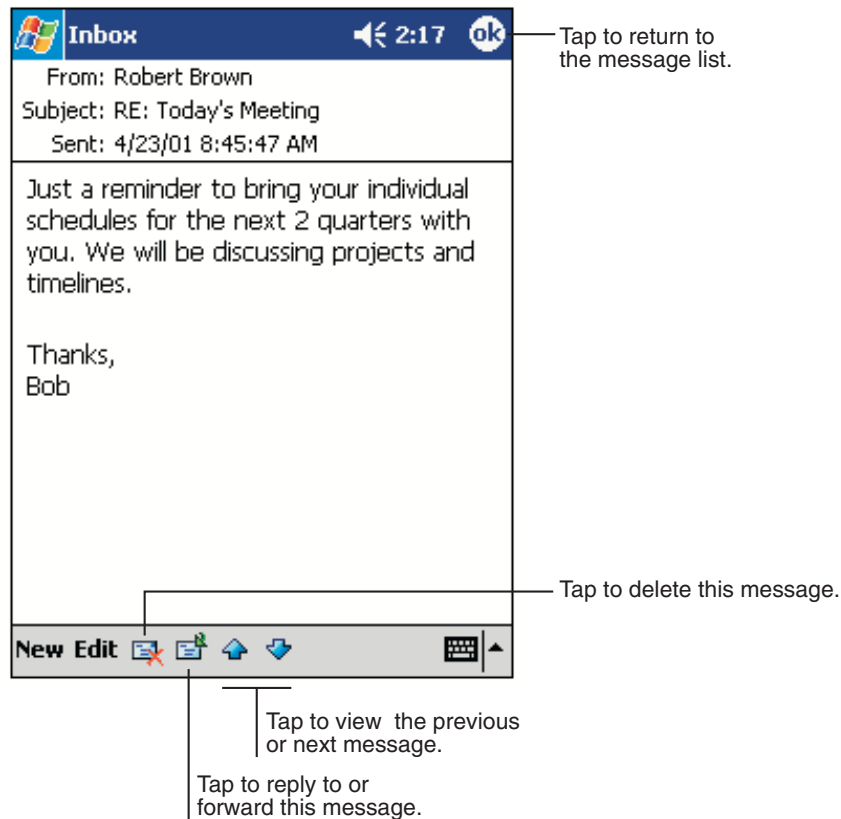 Inbox 2:17 ok
Tap to return to
the message list.
From: Robert Brown
Subject: RE: Today's Meeting
Sent: 4/23/01 8:45:47 AM
Just a reminder to bring your individual
schedules for the next 2 quarters with
you. We will be discussing projects and
timelines.
Thanks,
Bob
Tap to delete this message.
New Edit
Tap to view the previous
or next message.
Tap to reply to or
forward this message.